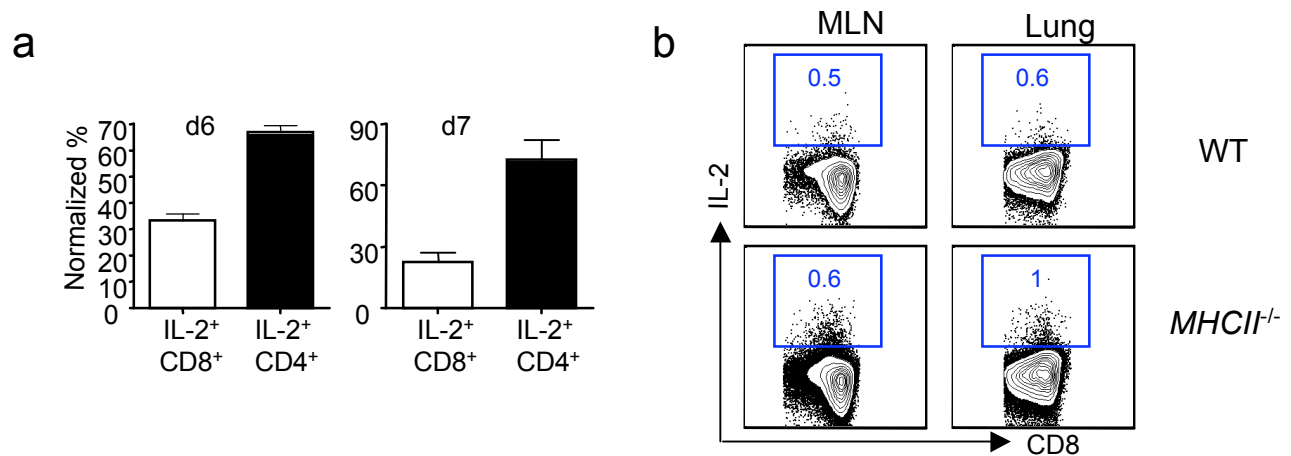 a
Normalized %
d6
70
60
50
40
30
20
10
0
IL-2+ IL-2+
CD8+ CD4+
d7
90
60
30
0
IL-2+ IL-2+
CD8+ CD4+
b
MLN Lung
0.5 0.6
WT
0.6 1
MHCII-/-
IL-2
CD8